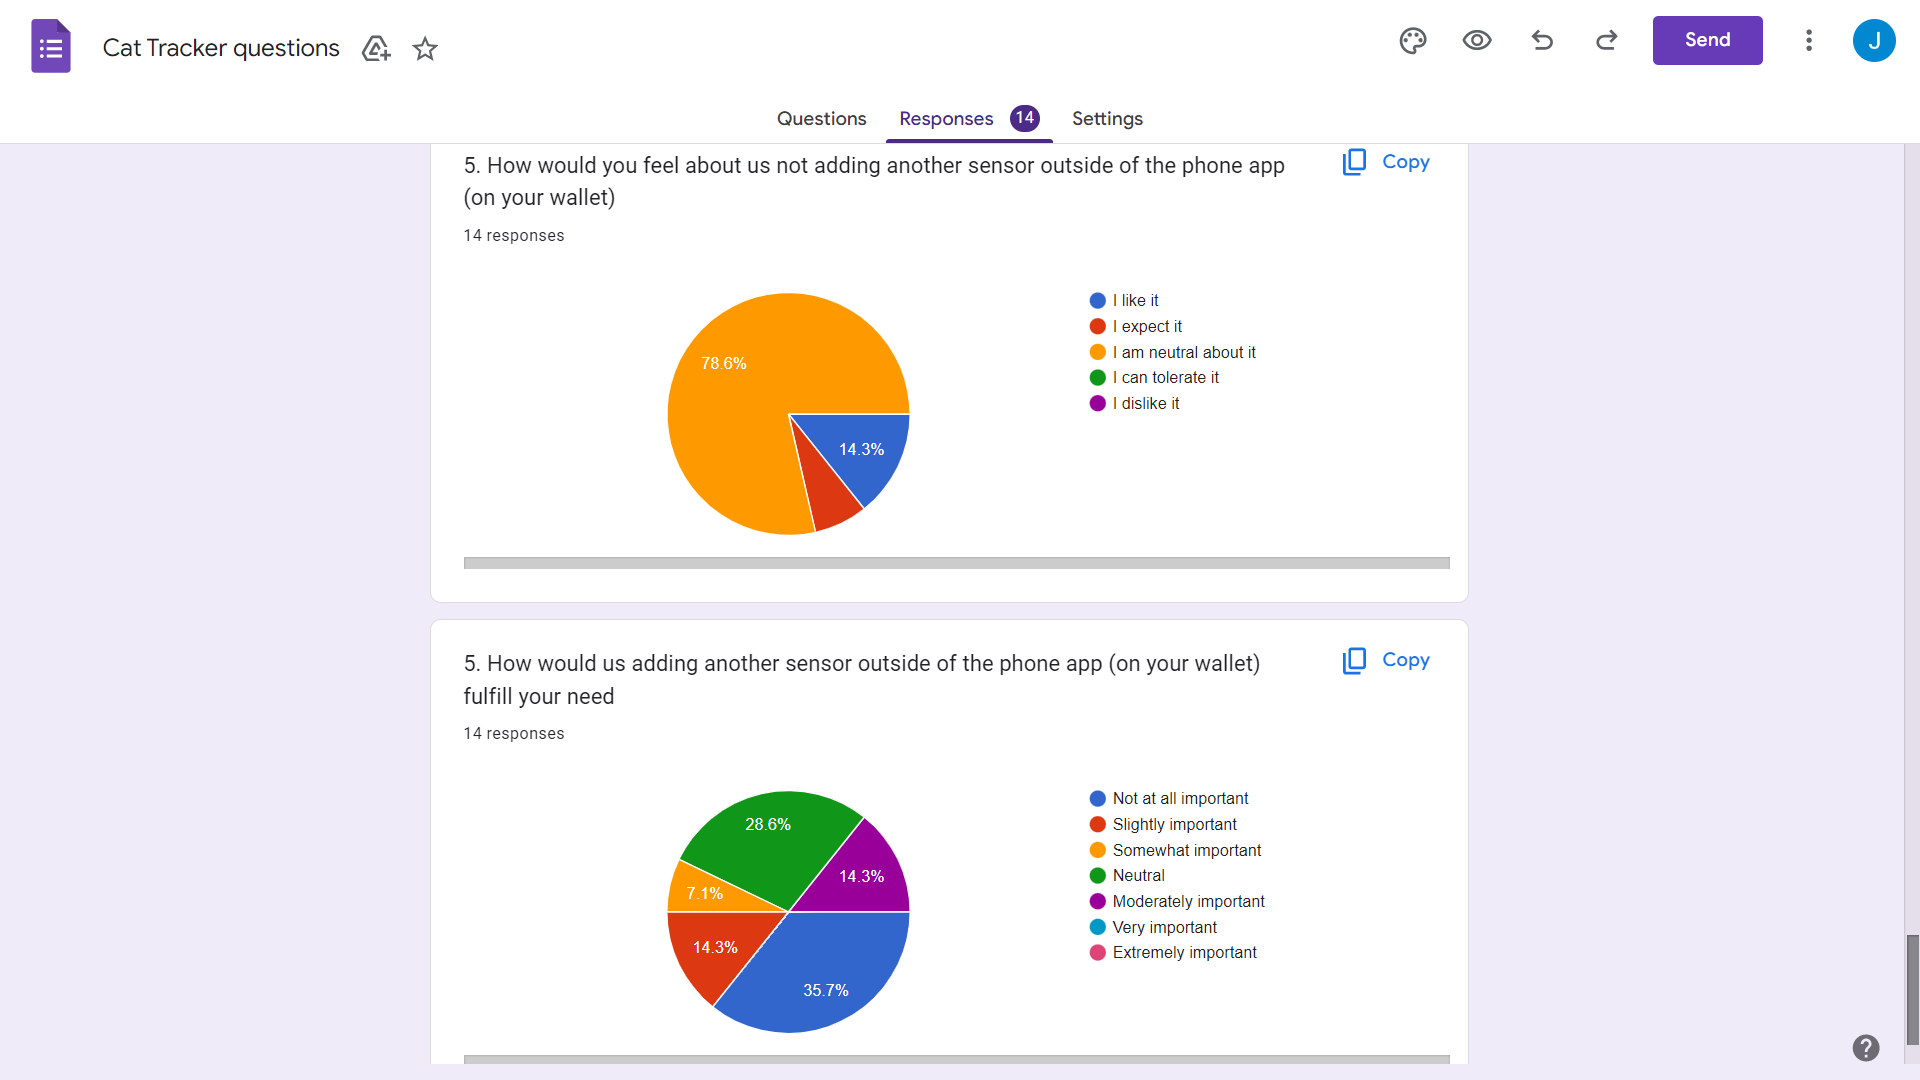 Cat Tracker questions
Send
J
Questions
Responses 14
Settings
5. How would you feel about us not adding another sensor outside of the phone app
(on your wallet)
Copy
14 responses
78.6%
14.3%
I like it
I expect it
I am neutral about it
I can tolerate it
I dislike it
5. How would us adding another sensor outside of the phone app (on your wallet)
fulfill your need
Copy
14 responses
28.6%
14.3%
7.1%
14.3%
35.7%
Not at all important
Slightly important
Somewhat important
Neutral
Moderately important
Very important
Extremely important
?